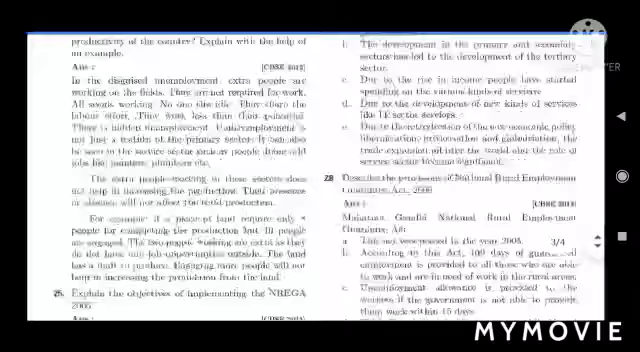 productivity of the country? Explain with the help of
an example.
Ans :
In the disguised unemployment extra people are
working on the fields. They are not required for work.
All seems working. No one is idle. They share the
labour effort. They work less than their potential.
There is hidden unemployment. Underemployment is
not just a feature of the primary sector. It can also
be seen in the service sector
jobs like painters, plumbers etc.
The extra people working in these sectors does
not help in increasing the production. Their presence
or absence will not affect the total production.
For example: if a piece of land require only
people for completing the production but 10 people
are engaged. The two people working are extra as they
do not have any job opportunities outside. The land
has a limit to produce. Engaging more people will not
help in increasing the production from the land.
25 Explain the objectives of implementing the NREGA
2005
Ans :
b. The development in the primary and secondary
sectors has led to the development of the tertiary
sector.
c. Due to the rise in income people have started
spending on the various kinds of services
d. Due to the development of new kinds of services
like IT sector develops.
e. Due to the of the new economic policy
liberalisation, privatisation and globalisation, the
trade expansion all over the world also the role of
service sector become significant.
28 Describe the provisions of National Rural Employment
Guarantee Act, 2005
Ans :
Mahatma Gandhi National Rural Employment
Guarantee Act
a. This act was passed in the year 2005 3/4
b. According to this Act, 100 days of guaranteed
employment is provided to all those who are able
to work and are in need of work in the rural areas
c. Unemployment allowance is provided to the
workers if the government is not able to provide
them work within 15 days
MYMOVIE